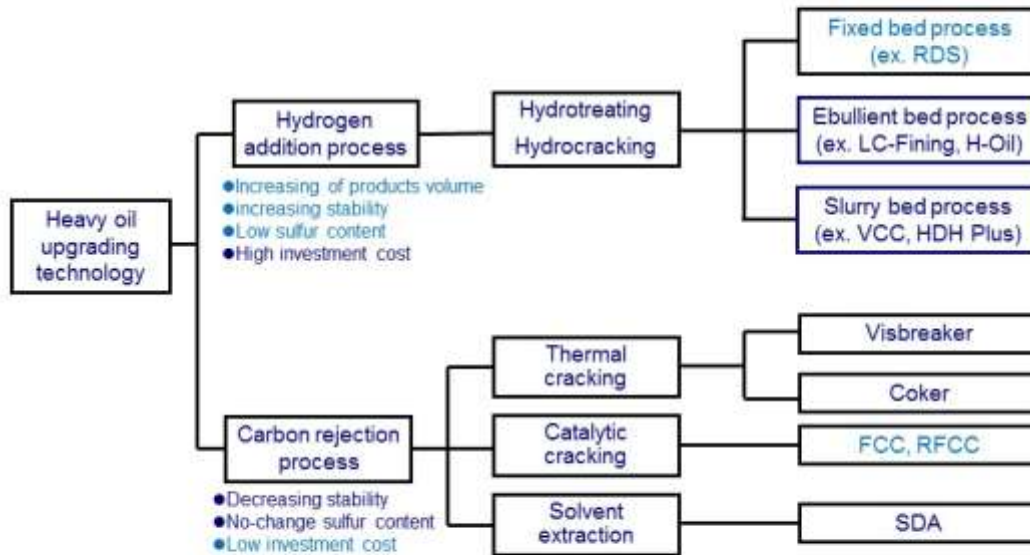 Heavy oil
upgrading
technology
Hydrogen
addition process
●Increasing of products volume
●increasing stability
●Low sulfur content
●High investment cost
Hydrotreating
Hydrocracking
Fixed bed process
(ex. RDS)
Ebullient bed process
(ex. LC-Fining, H-Oil)
Slurry bed process
(ex. VCC, HDH Plus)
Carbon rejection
process
●Decreasing stability
●No-change sulfur content
●Low investment cost
Thermal
cracking
Visbreaker
Coker
Catalytic
cracking
FCC, RFCC
Solvent
extraction
SDA